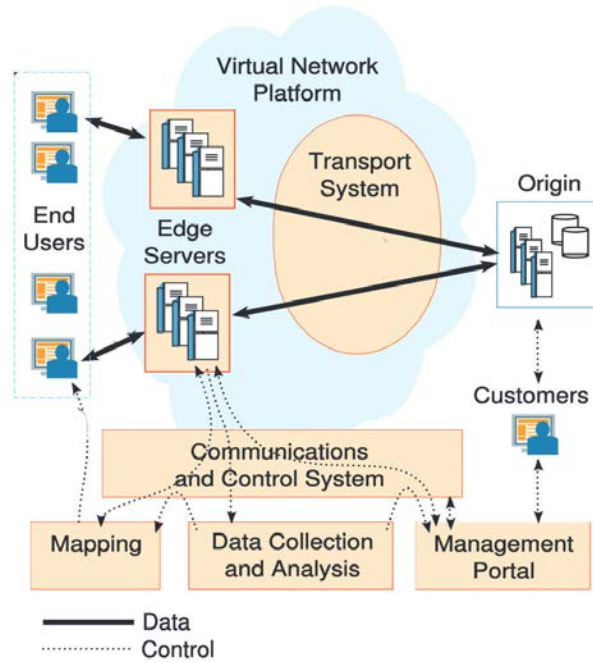 Virtual Network
Platform
Transport
System
Origin
End
Users
Edge
Servers
Customers
Communications
and Control System
Mapping
Data Collection
and Analysis
Management
Portal
Data
Control